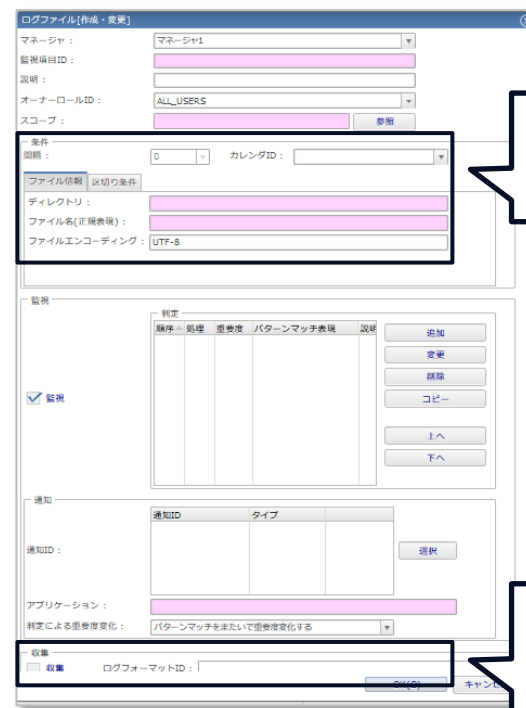 ログファイル[作成・変更]
マネージャ： マネージャ1
監視項目ID：
説明：
オーナーロールID： ALL_USERS
スコープ： 参照
条件
間隔： 0 カレンダID：
ファイル情報 区切り条件
ディレクトリ：
ファイル名(正規表現)：
ファイルエンコーディング： UTF-8
監視
判定
順序 処理 重要度 パターンマッチ表現 説明
追加
変更
削除
監視 コピー
上へ
下へ
通知
通知ID タイプ
通知ID： 選択
アプリケーション：
判定による重要度変化： パターンマッチをまたいで重要度変化する
収集
収集 ログフォーマットID：
OK(O) キャンセ